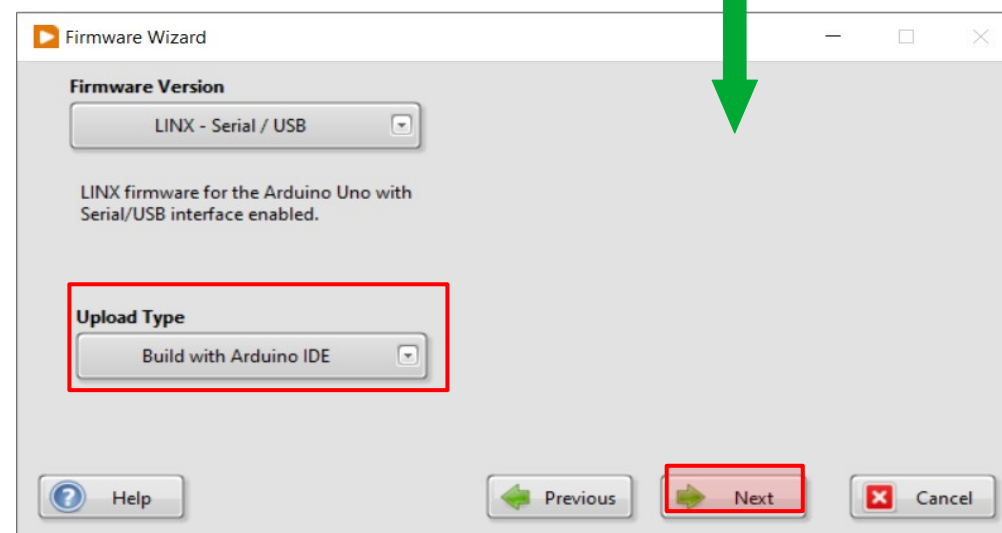 Firmware Wizard
Firmware Version
LINX - Serial / USB
LINX firmware for the Arduino Uno with
Serial/USB interface enabled.
Upload Type
Build with Arduino IDE
Help
Previous
Next
Cancel